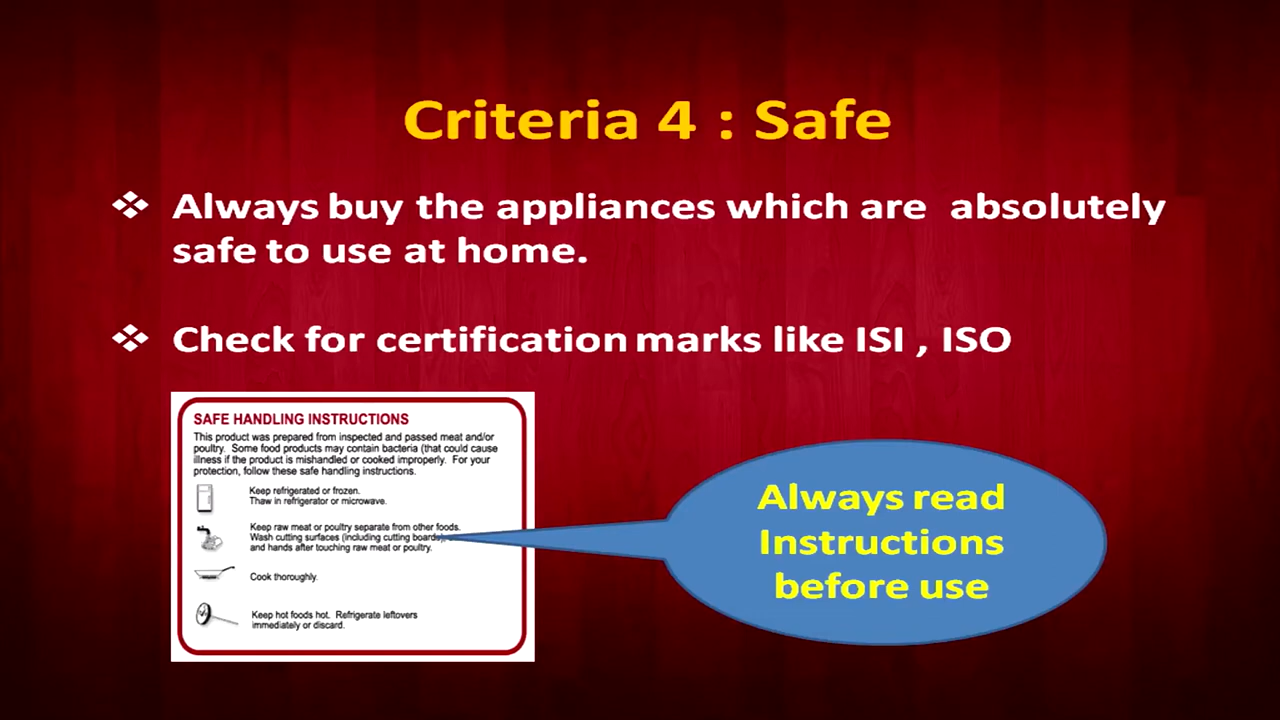 Criteria 4 : Safe
Always buy the appliances which are absolutely
safe to use at home.
Check for certification marks like ISI , ISO
SAFE HANDLING INSTRUCTIONS
This product was prepared from inspected and passed meat and/or
poultry. Some food products may contain bacteria (that could cause
illness if the product is mishandled or cooked improperly. For your
protection, follow these safe handling instructions.
Keep refrigerated or frozen.
Thaw in refrigerator or microwave.
Keep raw meat or poultry separate from other foods.
Wash cutting surfaces (including cutting boards)
and hands after touching raw meat or poultry.
Cook thoroughly.
Keep hot foods hot. Refrigerate leftovers
immediately or discard.
Always read
Instructions
before use